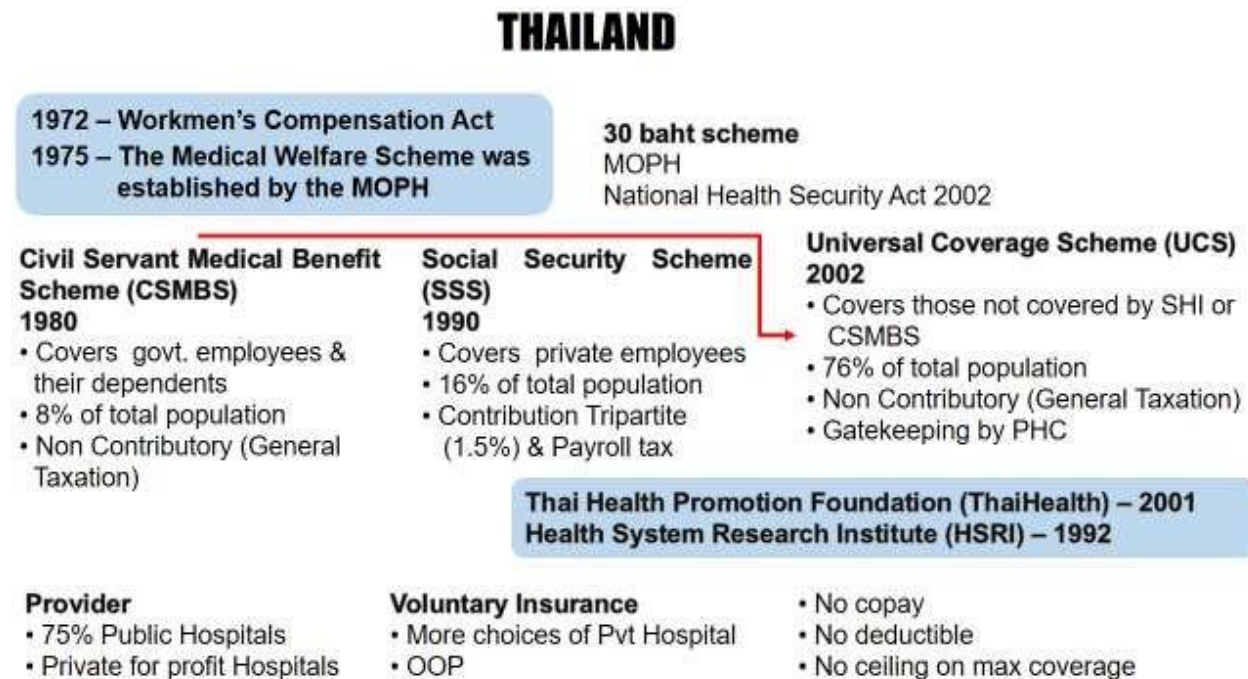 THAILAND
1972 – Workmen's Compensation Act
1975 – The Medical Welfare Scheme was
established by the MOPH
30 baht scheme
MOPH
National Health Security Act 2002
Civil Servant Medical Benefit
Scheme (CSMBS)
1980
• Covers govt. employees &
their dependents
• 8% of total population
• Non Contributory (General
Taxation)
Social Security Scheme
(SSS)
1990
• Covers private employees
• 16% of total population
• Contribution Tripartite
(1.5%) & Payroll tax
Universal Coverage Scheme (UCS)
2002
• Covers those not covered by SHI or
CSMBS
• 76% of total population
• Non Contributory (General Taxation)
• Gatekeeping by PHC
Thai Health Promotion Foundation (ThaiHealth) – 2001
Health System Research Institute (HSRI) – 1992
Provider
• 75% Public Hospitals
• Private for profit Hospitals
Voluntary Insurance
• More choices of Pvt Hospital
• OOP
• No copay
• No deductible
• No ceiling on max coverage